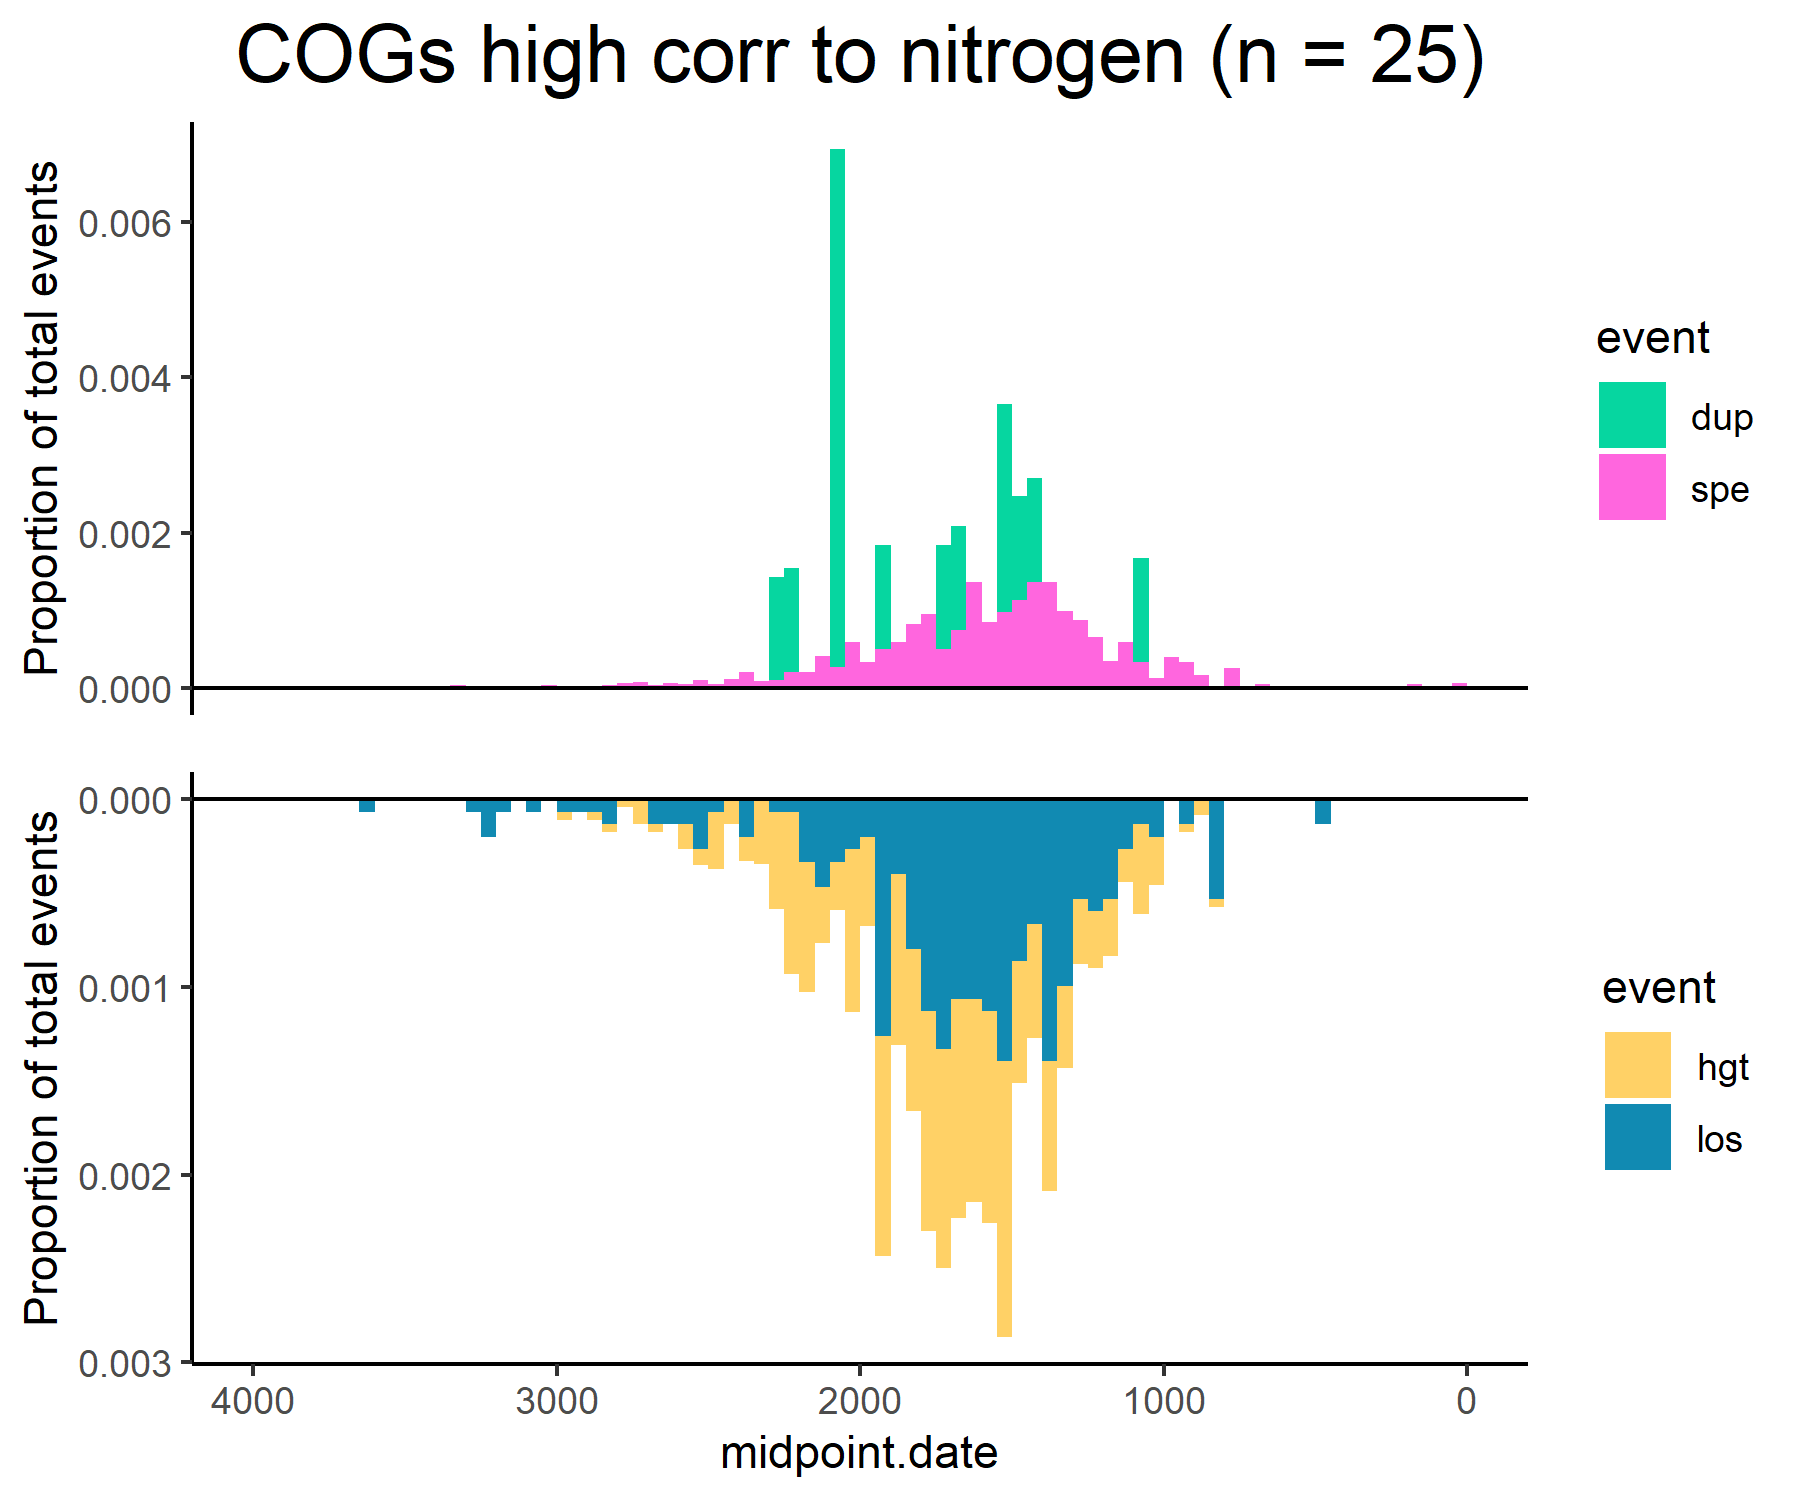 COGs high corr to nitrogen (n = 25)
Proportion of total events
0.006
0.004
0.002
0.000
event
dup
spe
Proportion of total events
0.000
0.001
0.002
0.003
event
hgt
los
4000 3000 2000 1000 0
midpoint.date